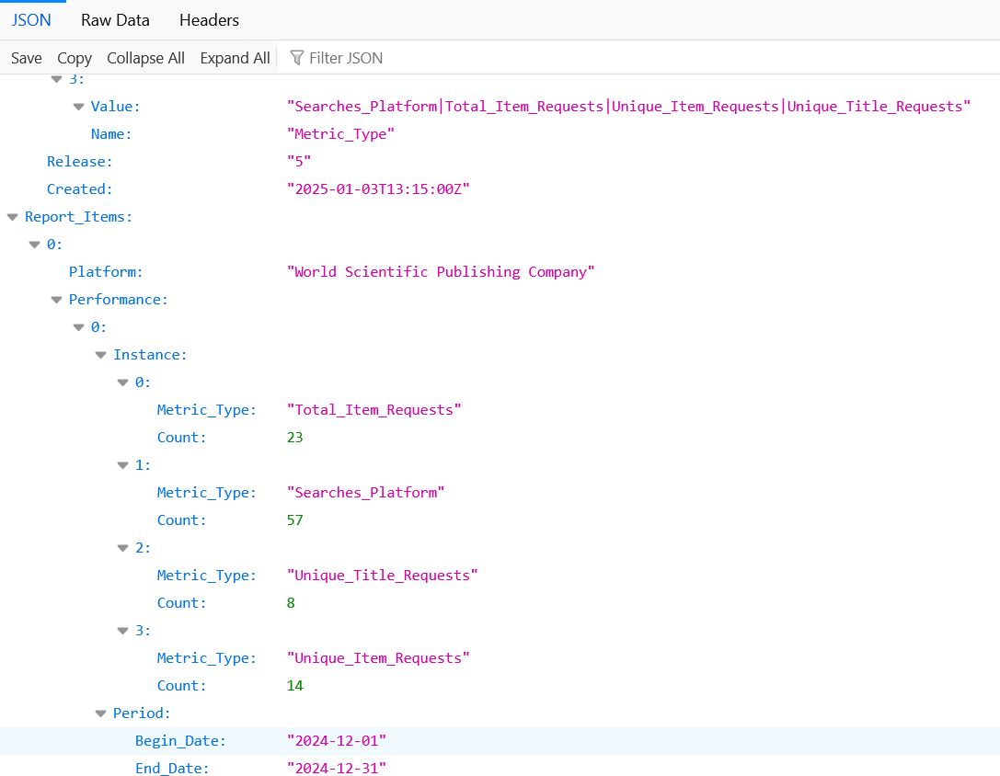 JSON Raw Data Headers
Save Copy Collapse All Expand All Filter JSON
3:
Value: "Searches_Platform|Total_Item_Requests|Unique_Item_Requests|Unique_Title_Requests"
Name: "Metric_Type"
Release: "5"
Created: "2025-01-03T13:15:00Z"
Report_Items:
0:
Platform: "World Scientific Publishing Company"
Performance:
0:
Instance:
0:
Metric_Type: "Total_Item_Requests"
Count: 23
1:
Metric_Type: "Searches_Platform"
Count: 57
2:
Metric_Type: "Unique_Title_Requests"
Count: 8
3:
Metric_Type: "Unique_Item_Requests"
Count: 14
Period:
Begin_Date: "2024-12-01"
End_Date: "2024-12-31"